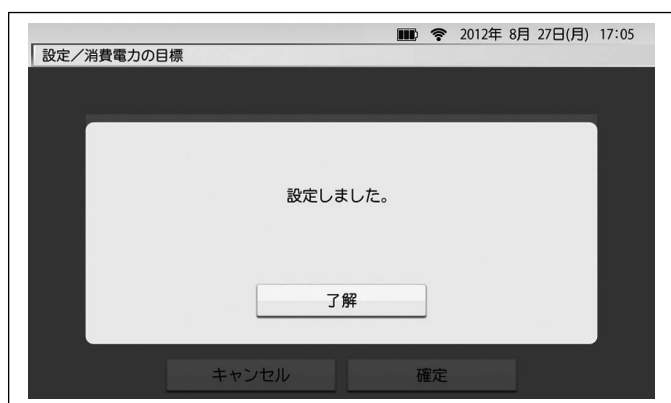 2012年 8月 27日(月) 17:05
設定／消費電力の目標
設定しました。
了解
キャンセル 確定